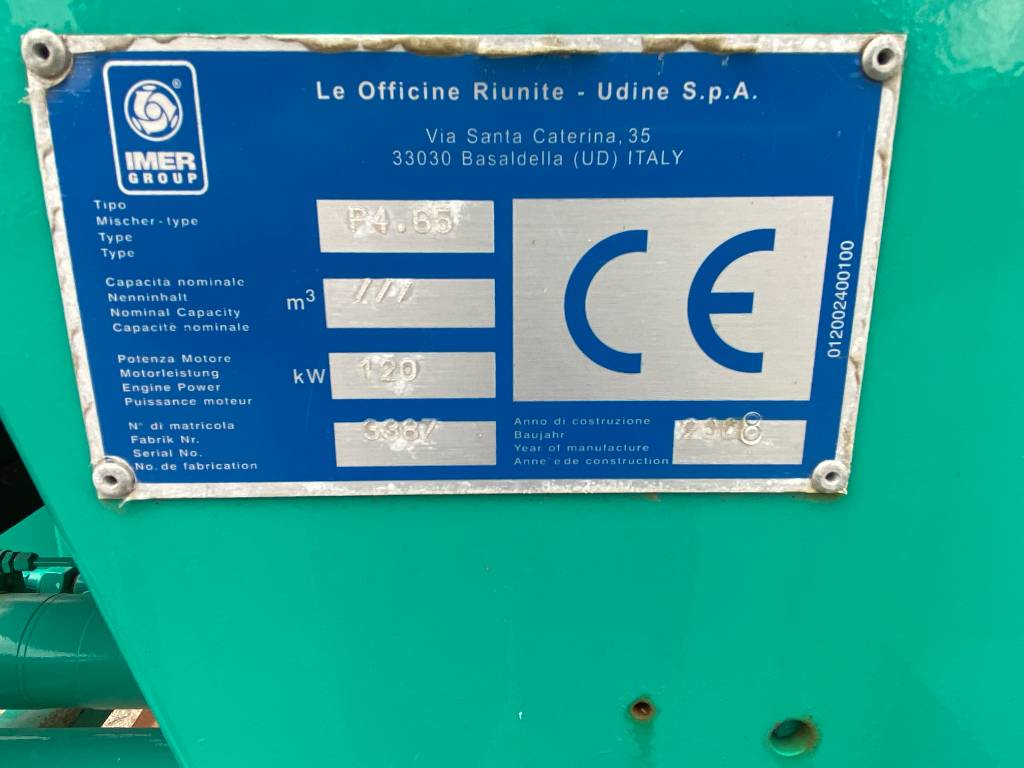 IMER
GROUP
Le Officine Riunite - Udine S.p.A.
Via Santa Caterina, 35
33030 Basaldella (UD) ITALY
Tipo
Mischer-type
Type
Type
P4.65
Capacità nominale
Nenninhalt
Nominal Capacity
Capacitè nominale
m³
///
Potenza Motore
Motorleistung
Engine Power
Puissance moteur
kW
120
N° di matricola
Fabrik Nr.
Serial No.
No. de fabrication
3387
CE
Anno di costruzione
Baujahr
Year of manufacture
Anne'e de construction
2008
012002400100